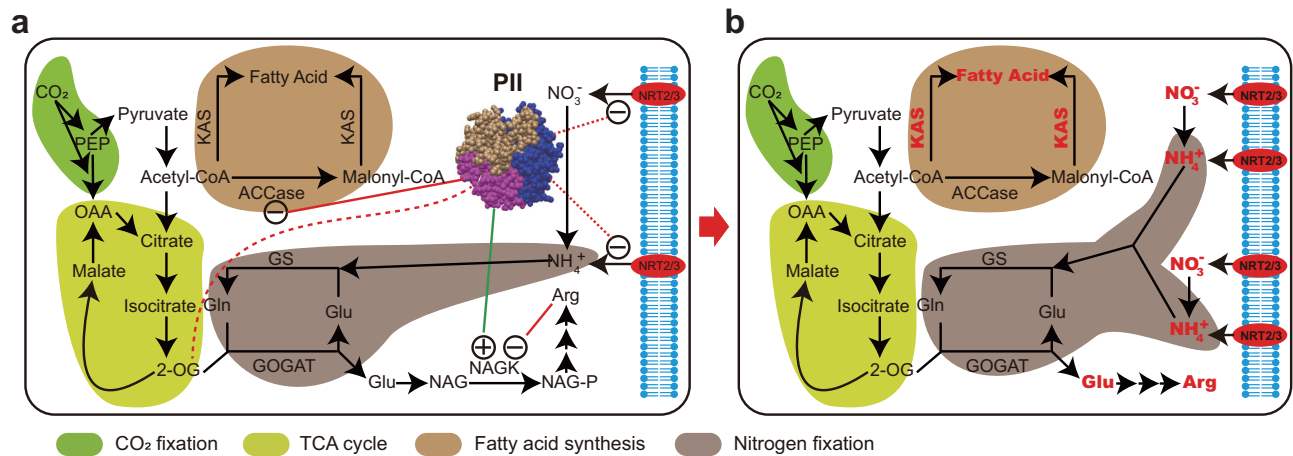 a
CO₂
PEP
Pyruvate
Acetyl-CoA
Fatty Acid
KAS
KAS
ACCase
Malonyl-CoA
−
PII
NO₃⁻
NRT2/3
−
−
NH₄⁺
NRT2/3
OAA
Citrate
Malate
Isocitrate
2-OG
GS
Gln
Glu
GOGAT
Arg
+
−
NAGK
Glu
NAG
NAG-P
b
CO₂
PEP
Pyruvate
Acetyl-CoA
Fatty Acid
KAS
KAS
ACCase
Malonyl-CoA
NO₃⁻
NRT2/3
NH₄⁺
NRT2/3
OAA
Citrate
Malate
Isocitrate
2-OG
GS
Gln
Glu
GOGAT
NO₃⁻
NRT2/3
NH₄⁺
NRT2/3
Glu
Arg
CO₂ fixation
TCA cycle
Fatty acid synthesis
Nitrogen fixation